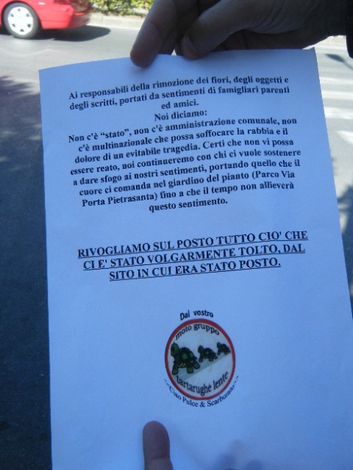 Ai responsabili della rimozione dei fiori, degli oggetti e
degli scritti, portati da sentimenti di famigliari parenti
ed amici.
Noi diciamo:
Non c'è “stato”, non c'è amministrazione comunale, non
c'è multinazionale che possa soffocare la rabbia e il
dolore di un evitabile tragedia. Certi che non vi possa
essere reato, noi continueremo con chi ci vuole sostenere
a dare sfogo ai nostri sentimenti, portando quello che il
cuore ci comanda nel giardino del pianto (Parco Via
Porta Pietrasanta) fino a che il tempo non allieverà
questo sentimento.
RIVOGLIAMO SUL POSTO TUTTO CIO' CHE
CI E' STATO VOLGARMENTE TOLTO, DAL
SITO IN CUI ERA STATO POSTO.
Dal vostro
moto gruppo
tartarughe lente
Ciao Pulce & Scarburato